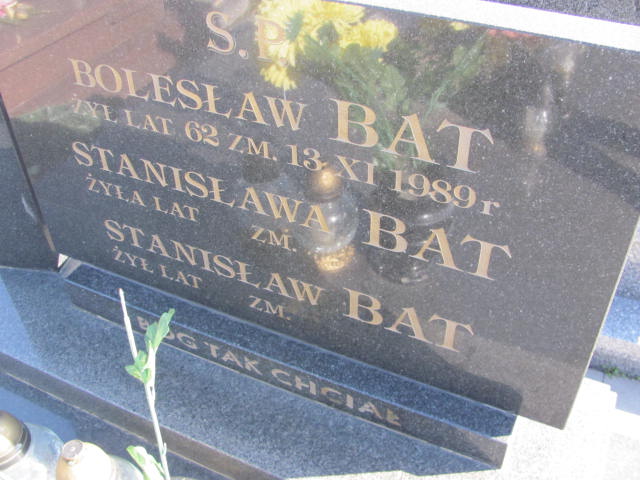 Ś.P.
BOLESŁAW BAT
ŻYŁ LAT 62 ZM. 13 XI 1989 r
STANISŁAWA BAT
ŻYŁA LAT ZM.
STANISŁAW BAT
ŻYŁ LAT ZM.
BÓG TAK CHCIAŁ